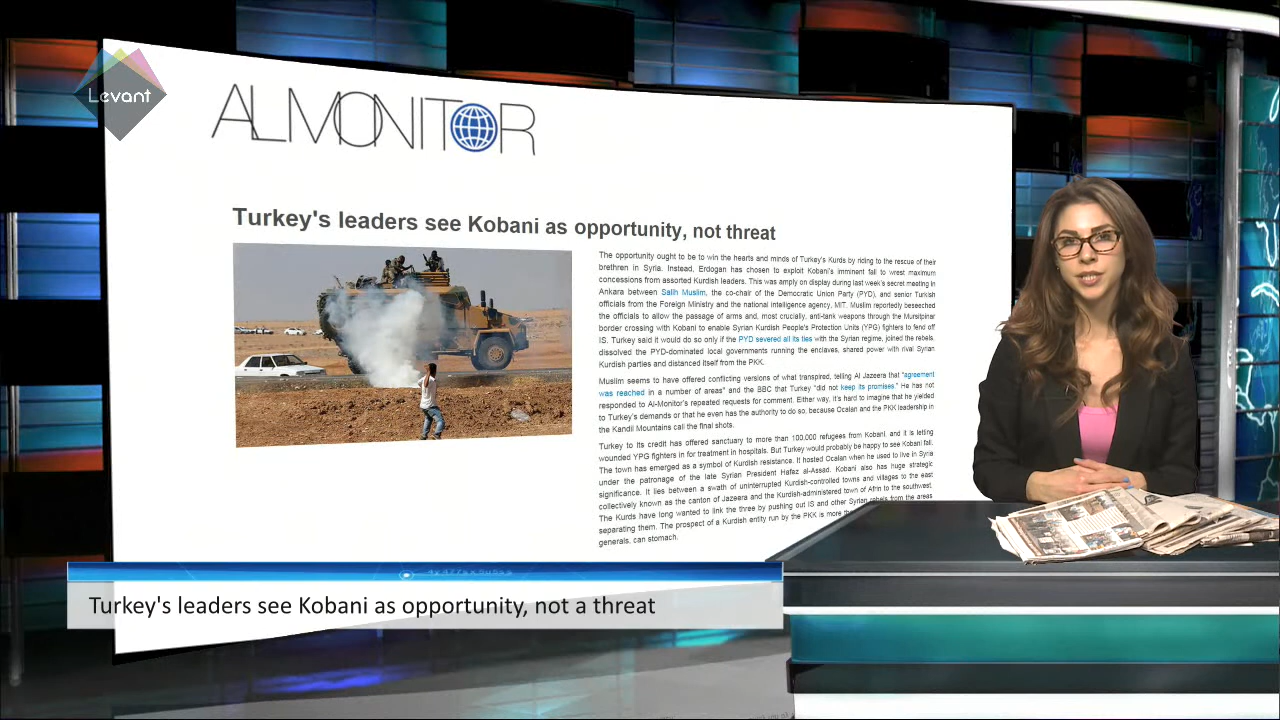 Levant
ALMONITOR
Turkey's leaders see Kobani as opportunity, not threat
The opportunity ought to be to win the hearts and minds of Turkey's Kurds by riding to the rescue of their
brethren in Syria. Instead, Erdogan has chosen to exploit Kobani's imminent fall to wrest maximum
concessions from assorted Kurdish leaders. This was amply on display during last week's secret meeting in
Ankara between Salih Muslim, the co-chair of the Democratic Union Party (PYD), and senior Turkish
officials from the Foreign Ministry and the national intelligence agency, MIT. Muslim reportedly beseeched
the officials to allow the passage of arms and, most crucially, anti-tank weapons through the Mursitpinar
border crossing with Kobani to enable Syrian Kurdish People's Protection Units (YPG) fighters to fend off
IS. Turkey said it would do so only if the PYD severed all its ties with the Syrian regime, joined the rebels,
dissolved the PYD-dominated local governments running the enclaves, shared power with rival Syrian
Kurdish parties and distanced itself from the PKK.
Muslim seems to have offered conflicting versions of what transpired, telling Al Jazeera that "agreement
was reached in a number of areas" and the BBC that Turkey "did not keep its promises." He has not
responded to Al-Monitor's repeated requests for comment. Either way, it's hard to imagine that he yielded
to Turkey's demands or that he even has the authority to do so, because Ocalan and the PKK leadership in
the Kandil Mountains call the final shots.
Turkey to its credit has offered sanctuary to more than 100,000 refugees from Kobani, and it is letting
wounded YPG fighters in for treatment in hospitals. But Turkey would probably be happy to see Kobani fall.
The town has emerged as a symbol of Kurdish resistance. It hosted Ocalan when he used to live in Syria
under the patronage of the late Syrian President Hafez al-Assad. Kobani also has huge strategic
significance. It lies between a swath of uninterrupted Kurdish-controlled towns and villages to the east
collectively known as the canton of Jazeera and the Kurdish-administered town of Afrin to the southwest.
The Kurds have long wanted to link the three by pushing out IS and other Syrian rebels from the areas
separating them. The prospect of a Kurdish entity run by the PKK is more
generals, can stomach.
Turkey's leaders see Kobani as opportunity, not a threat